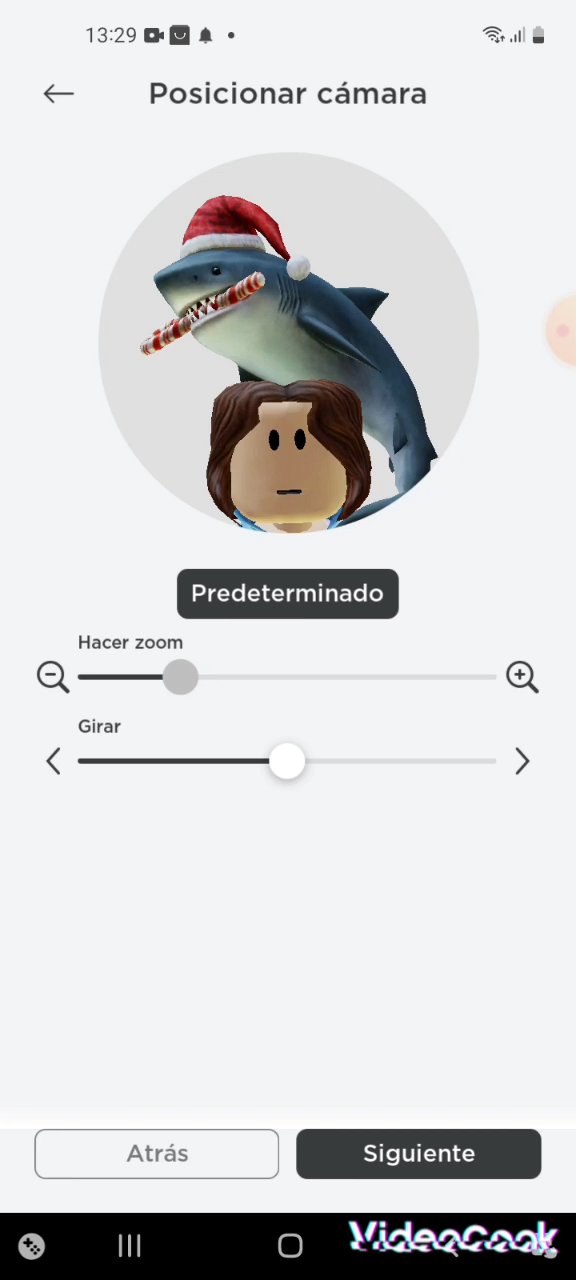 13:29
Posicionar cámara
Predeterminado
Hacer zoom
Girar
Atrás
Siguiente
VideoCook